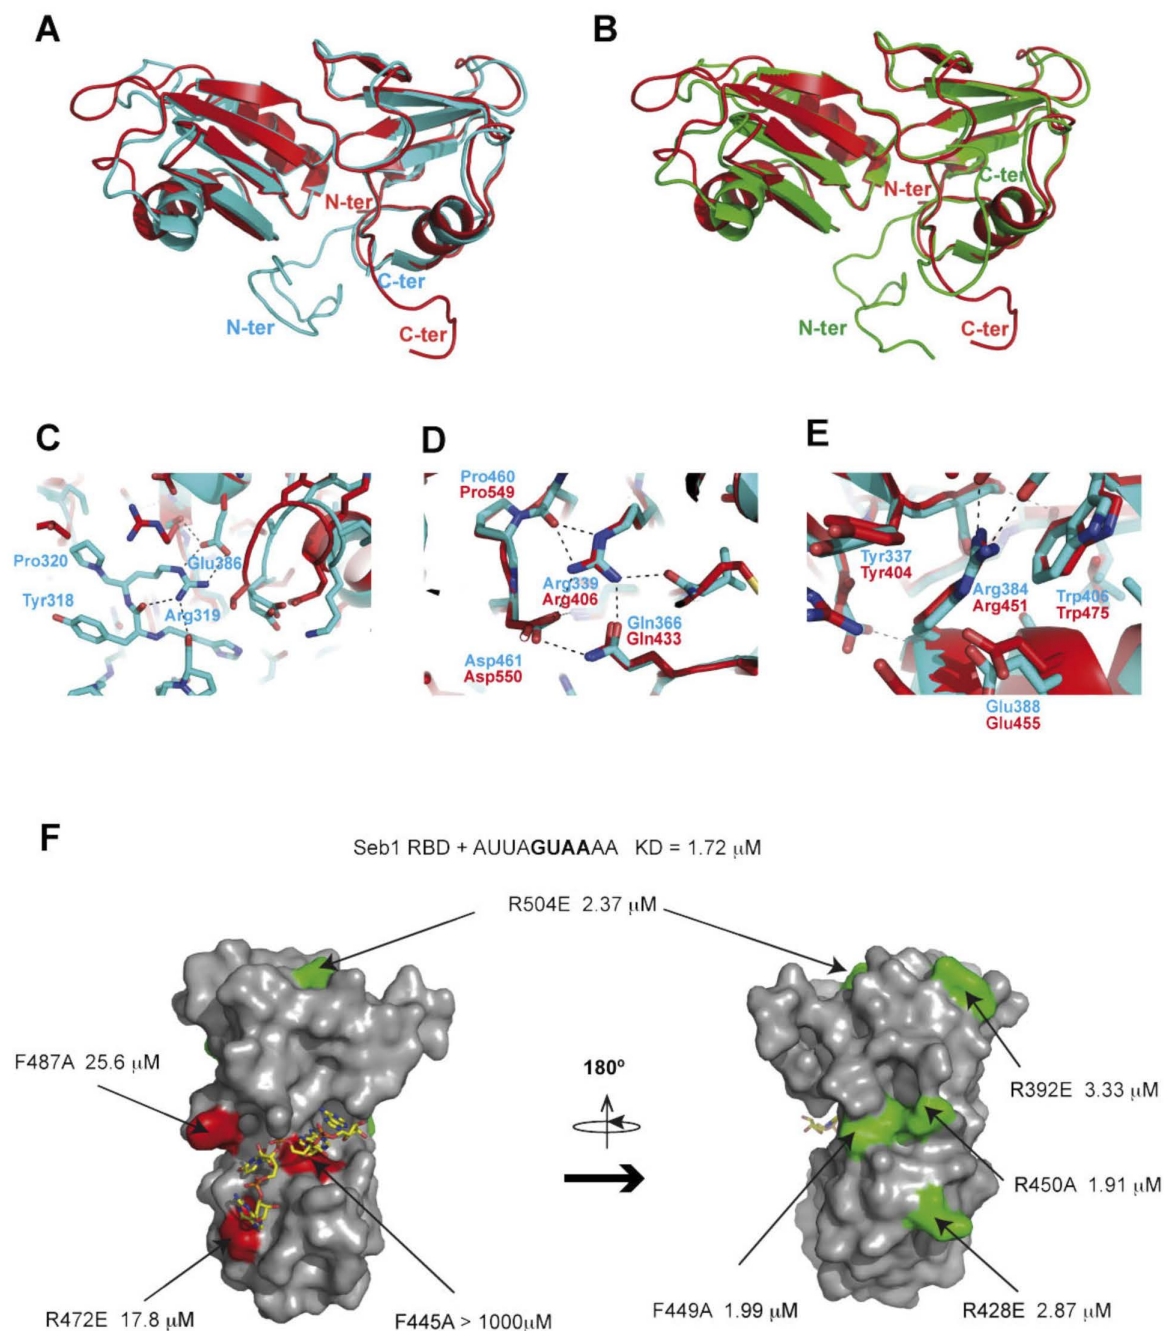 A
B
N-ter
C-ter
N-ter
C-ter
N-ter
C-ter
N-ter
C-ter
C
D
E
Pro320
Glu386
Tyr318
Arg319
Pro460
Pro549
Arg339
Arg406
Gln366
Gln433
Asp461
Asp550
Tyr337
Tyr404
Arg384
Arg451
Trp406
Trp475
Glu388
Glu455
F
Seb1 RBD + AUUAGUAAAA KD = 1.72 μM
R504E 2.37 μM
F487A 25.6 μM
180º
R392E 3.33 μM
R450A 1.91 μM
R472E 17.8 μM
F445A > 1000μM
F449A 1.99 μM
R428E 2.87 μM